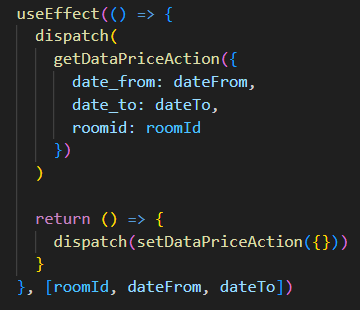 useEffect(() => {
  dispatch(
    getDataPriceAction({
      date_from: dateFrom,
      date_to: dateTo,
      roomid: roomId
    })
  )

  return () => {
    dispatch(setDataPriceAction({}))
  }
}, [roomId, dateFrom, dateTo])